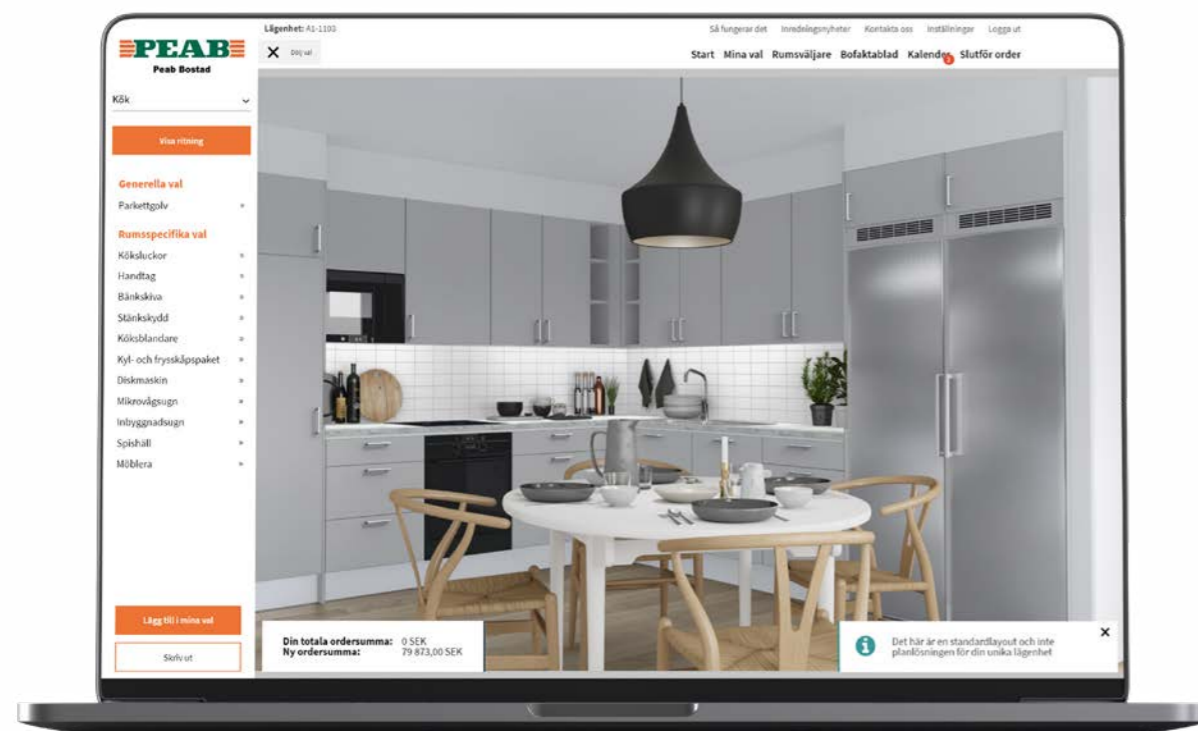 PEAB
Peab Bostad
Kök
Visa ritning
Generella val
Parkettgolv
Rumsspecifika val
Köksluckor
Handtag
Bänkskiva
Stänkskydd
Köksblandare
Kyl- och frysskåpspaket
Diskmaskin
Mikrovågsugn
Inbyggnadsugn
Spishäll
Möblera
Lägg till i mina val
Skriv ut
Lägenhet: A1-1103
Dölj val
Så fungerar det Inredningsnyheter Kontakta oss Inställningar Logga ut
Start Mina val Rumsväljare Bofaktablad Kalender Slutför order
Din totala ordersumma: 0 SEK
Ny ordersumma: 79 873,00 SEK
Det här är en standardlayout och inte
planlösningen för din unika lägenhet